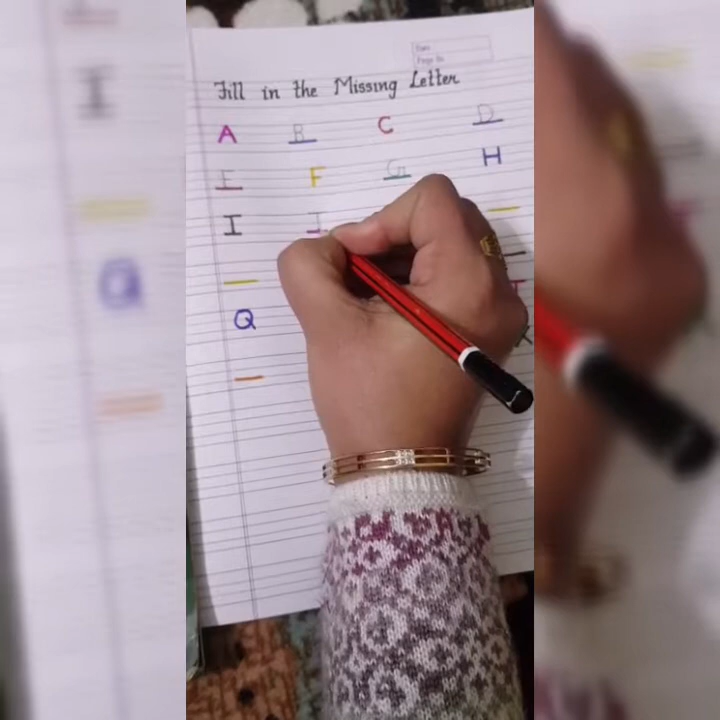 Date
Page No.
Fill in the Missing Letter
A B C D
E F G H
I J
T
Q